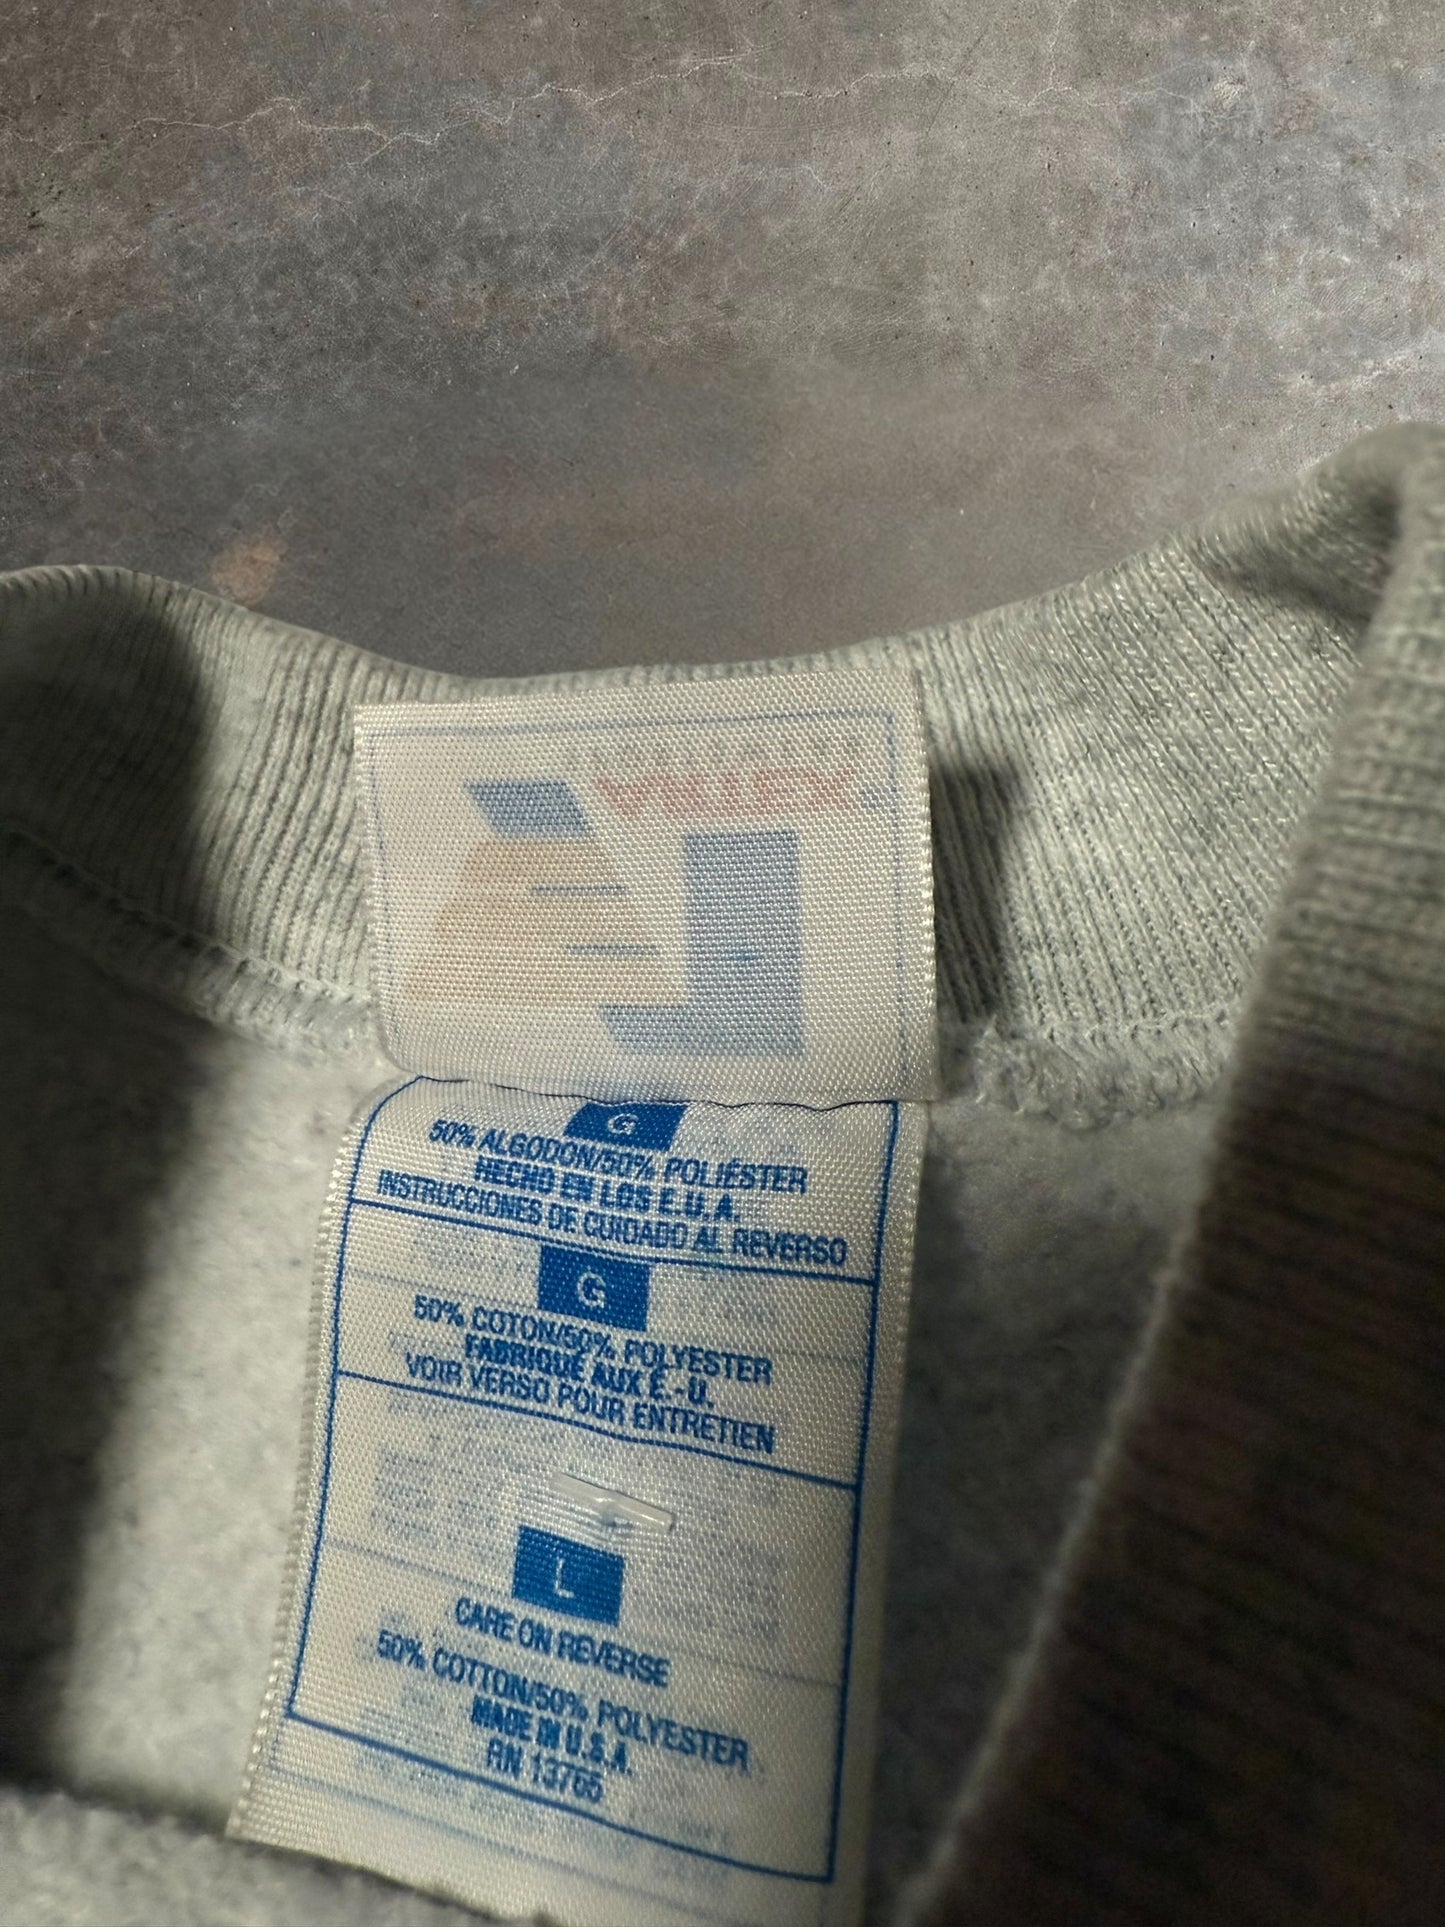 G
50% ALGODON/50% POLIÉSTER
HECHO EN LOS E.U.A.
INSTRUCCIONES DE CUIDADO AL REVERSO
G
50% COTON/50% POLYESTER
FABRIQUÉ AUX É.-U.
VOIR VERSO POUR ENTRETIEN
L
CARE ON REVERSE
50% COTTON/50% POLYESTER
MADE IN U.S.A.
RN 13765